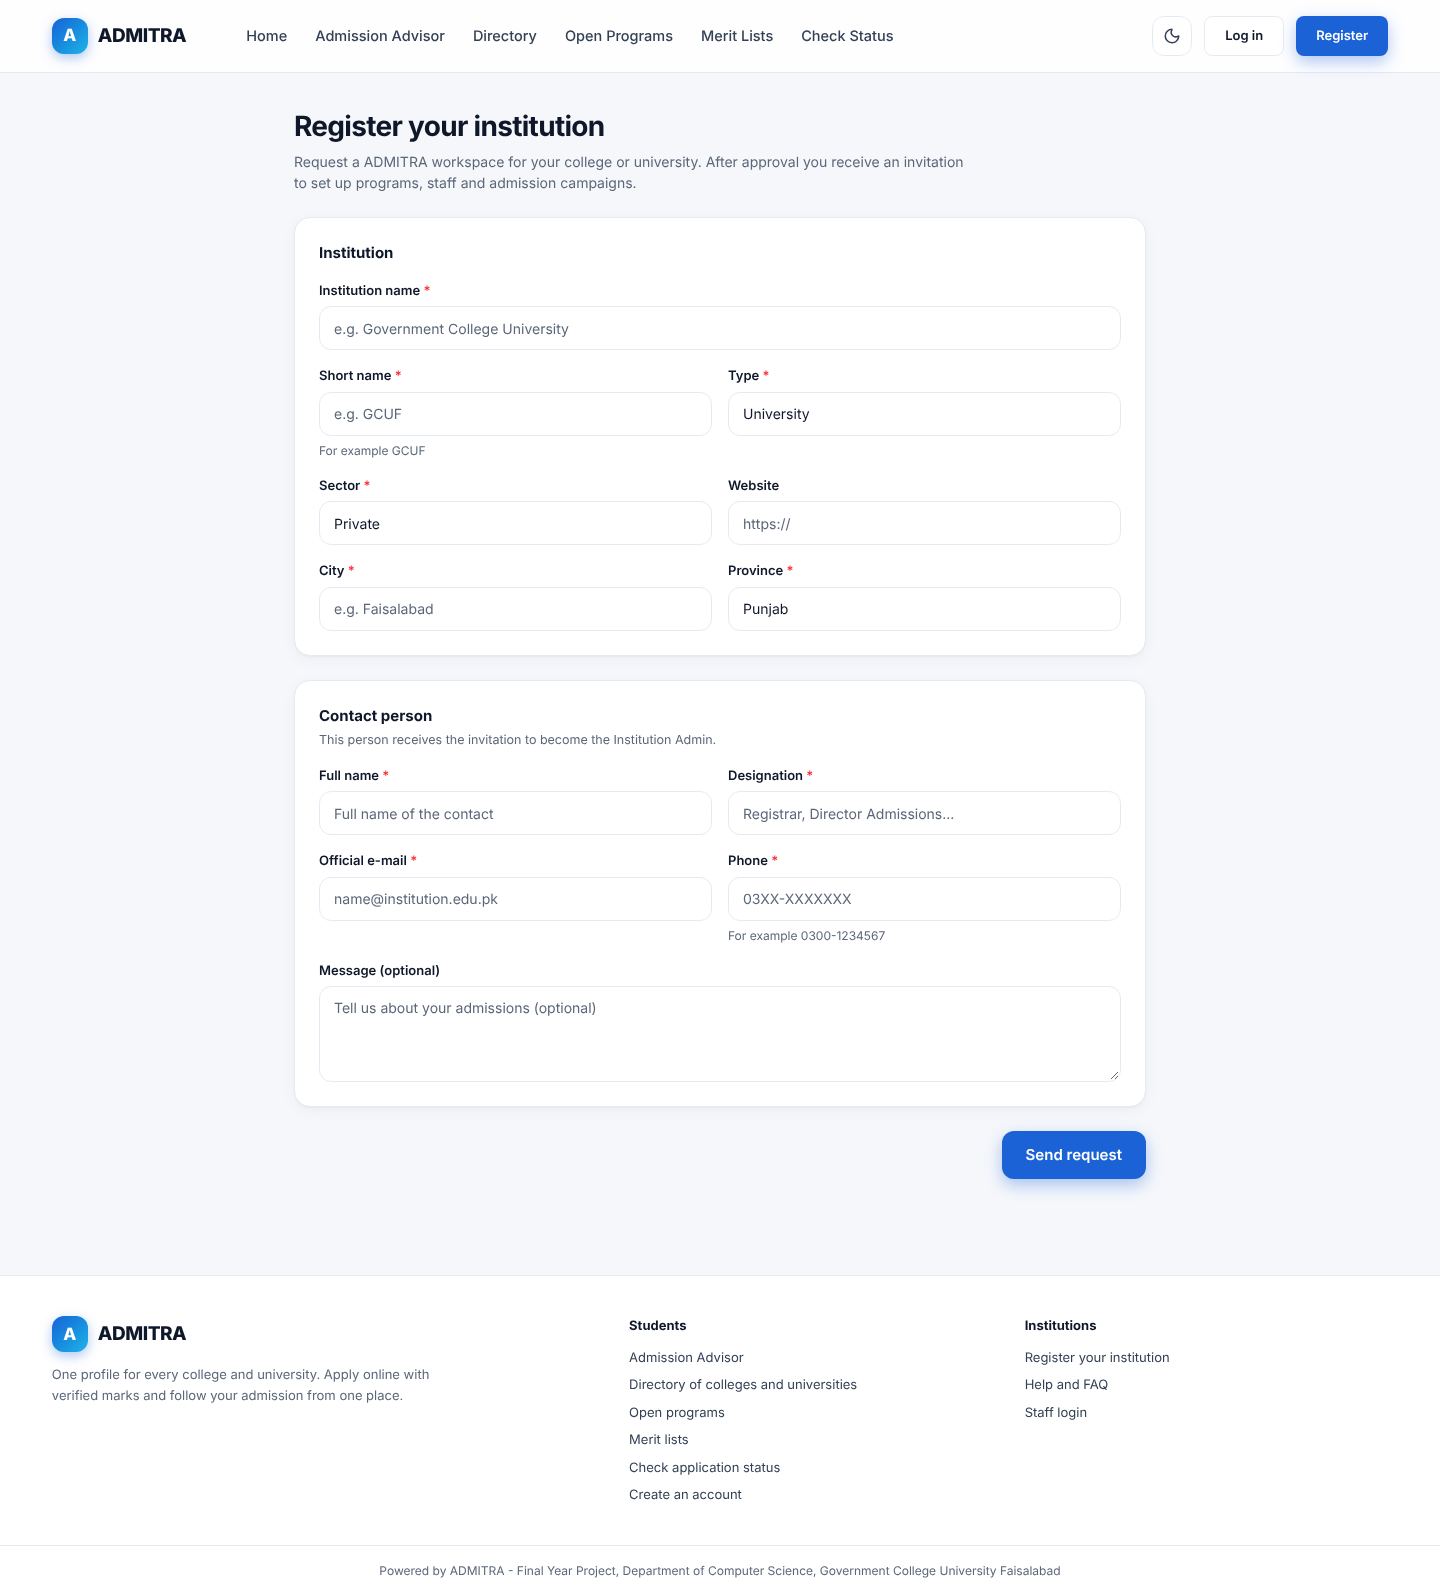 A ADMITRA Home Admission Advisor Directory Open Programs Merit Lists Check Status Log in Register
Register your institution
Request a ADMITRA workspace for your college or university. After approval you receive an invitation
to set up programs, staff and admission campaigns.
Institution
Institution name *
e.g. Government College University
Short name * Type *
e.g. GCUF University
For example GCUF
Sector * Website
Private https://
City * Province *
e.g. Faisalabad Punjab
Contact person
This person receives the invitation to become the Institution Admin.
Full name * Designation *
Full name of the contact Registrar, Director Admissions...
Official e-mail * Phone *
name@institution.edu.pk 03XX-XXXXXXX
For example 0300-1234567
Message (optional)
Tell us about your admissions (optional)
Send request
A ADMITRA
One profile for every college and university. Apply online with
verified marks and follow your admission from one place.
Students
Admission Advisor
Directory of colleges and universities
Open programs
Merit lists
Check application status
Create an account
Institutions
Register your institution
Help and FAQ
Staff login
Powered by ADMITRA - Final Year Project, Department of Computer Science, Government College University Faisalabad